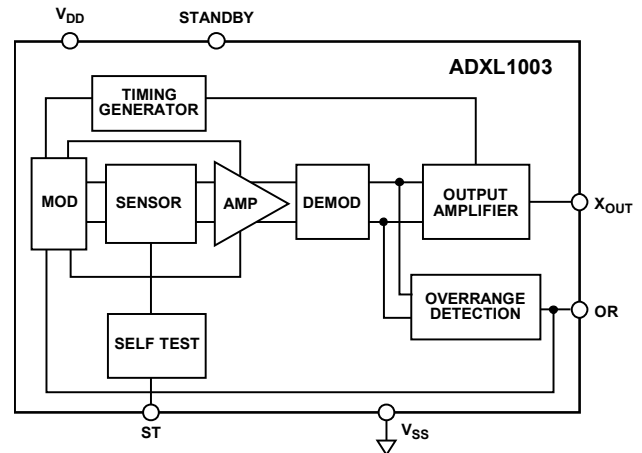 VDD
STANDBY
ADXL1003
TIMING
GENERATOR
MOD
SENSOR
AMP
DEMOD
OUTPUT
AMPLIFIER
XOUT
OVERRANGE
DETECTION
OR
SELF TEST
ST
VSS